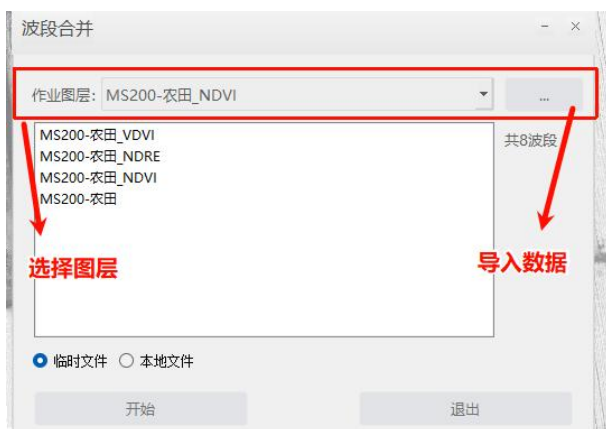 波段合并
作业图层: MS200-农田_NDVI ...
MS200-农田_VDVI
共8波段
MS200-农田_NDRE
MS200-农田_NDVI
MS200-农田
选择图层
导入数据
临时文件 本地文件
开始 退出